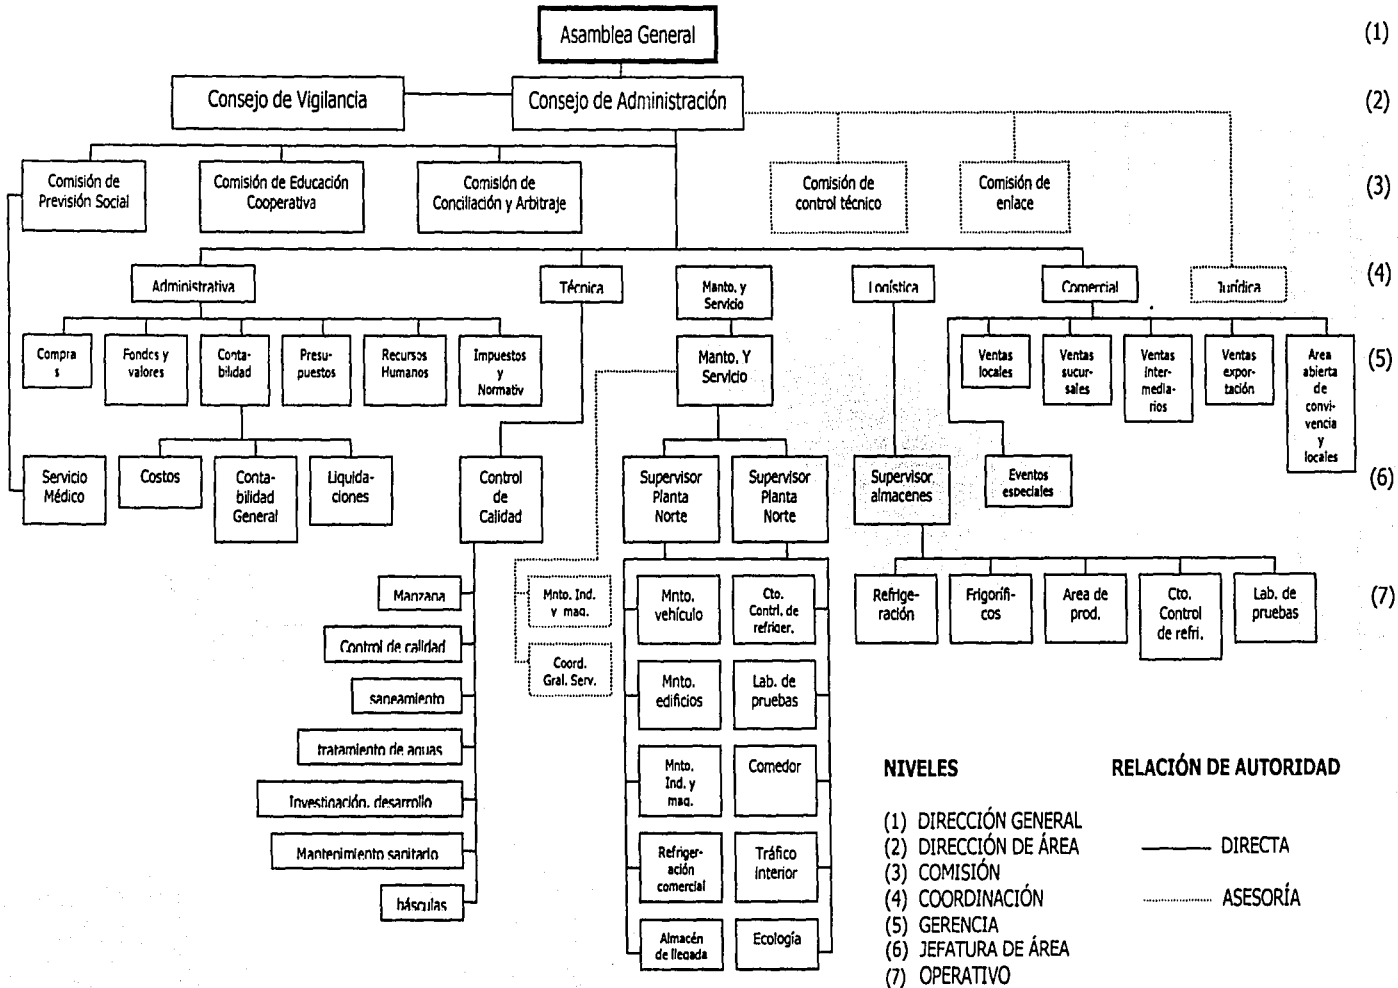 Asamblea General
(1)
Consejo de Vigilancia
Consejo de Administración
(2)
Comisión de
Previsión Social
Comisión de Educación
Cooperativa
Comisión de
Conciliación y Arbitraje
Comisión de
control técnico
Comisión de
enlace
(3)
Administrativa
Técnica
Manto. y
Servicio
Logística
Comercial
Jurídica
(4)
Compra
s
Fondos y
valores
Conta-
bilidad
Presu-
puestos
Recursos
Humanos
Impuestos
y
Normativ
Manto. Y
Servicio
Ventas
locales
Ventas
sucur-
sales
Ventas
inter-
media-
rios
Ventas
expor-
tación
Area
abierta
de
convi-
vencia
y
locales
(5)
Servicio
Médico
Costos
Conta-
bilidad
General
Liquida-
ciones
Control
de
Calidad
Supervisor
Planta
Norte
Supervisor
Planta
Norte
Supervisor
almacenes
Eventos
especiales
(6)
Manzana
Control de calidad
saneamiento
tratamiento de aguas
Investigación, desarrollo
Mantenimiento sanitario
básculas
Mnto. Ind.
y maq.
Coord.
Gral. Serv.
Mnto.
vehículo
Cto.
Contrl. de
refriger.
Mnto.
edificios
Lab. de
pruebas
Mnto.
Ind. y
maq.
Comedor
Refriger-
ación
comercial
Tráfico
interior
Almacén
de llegada
Ecología
Refrige-
ración
Frigorífi-
cos
Area de
prod.
Cto.
Control
de refri.
Lab. de
pruebas
(7)
NIVELES
(1) DIRECCIÓN GENERAL
(2) DIRECCIÓN DE ÁREA
(3) COMISIÓN
(4) COORDINACIÓN
(5) GERENCIA
(6) JEFATURA DE ÁREA
(7) OPERATIVO
RELACIÓN DE AUTORIDAD
DIRECTA
ASESORÍA